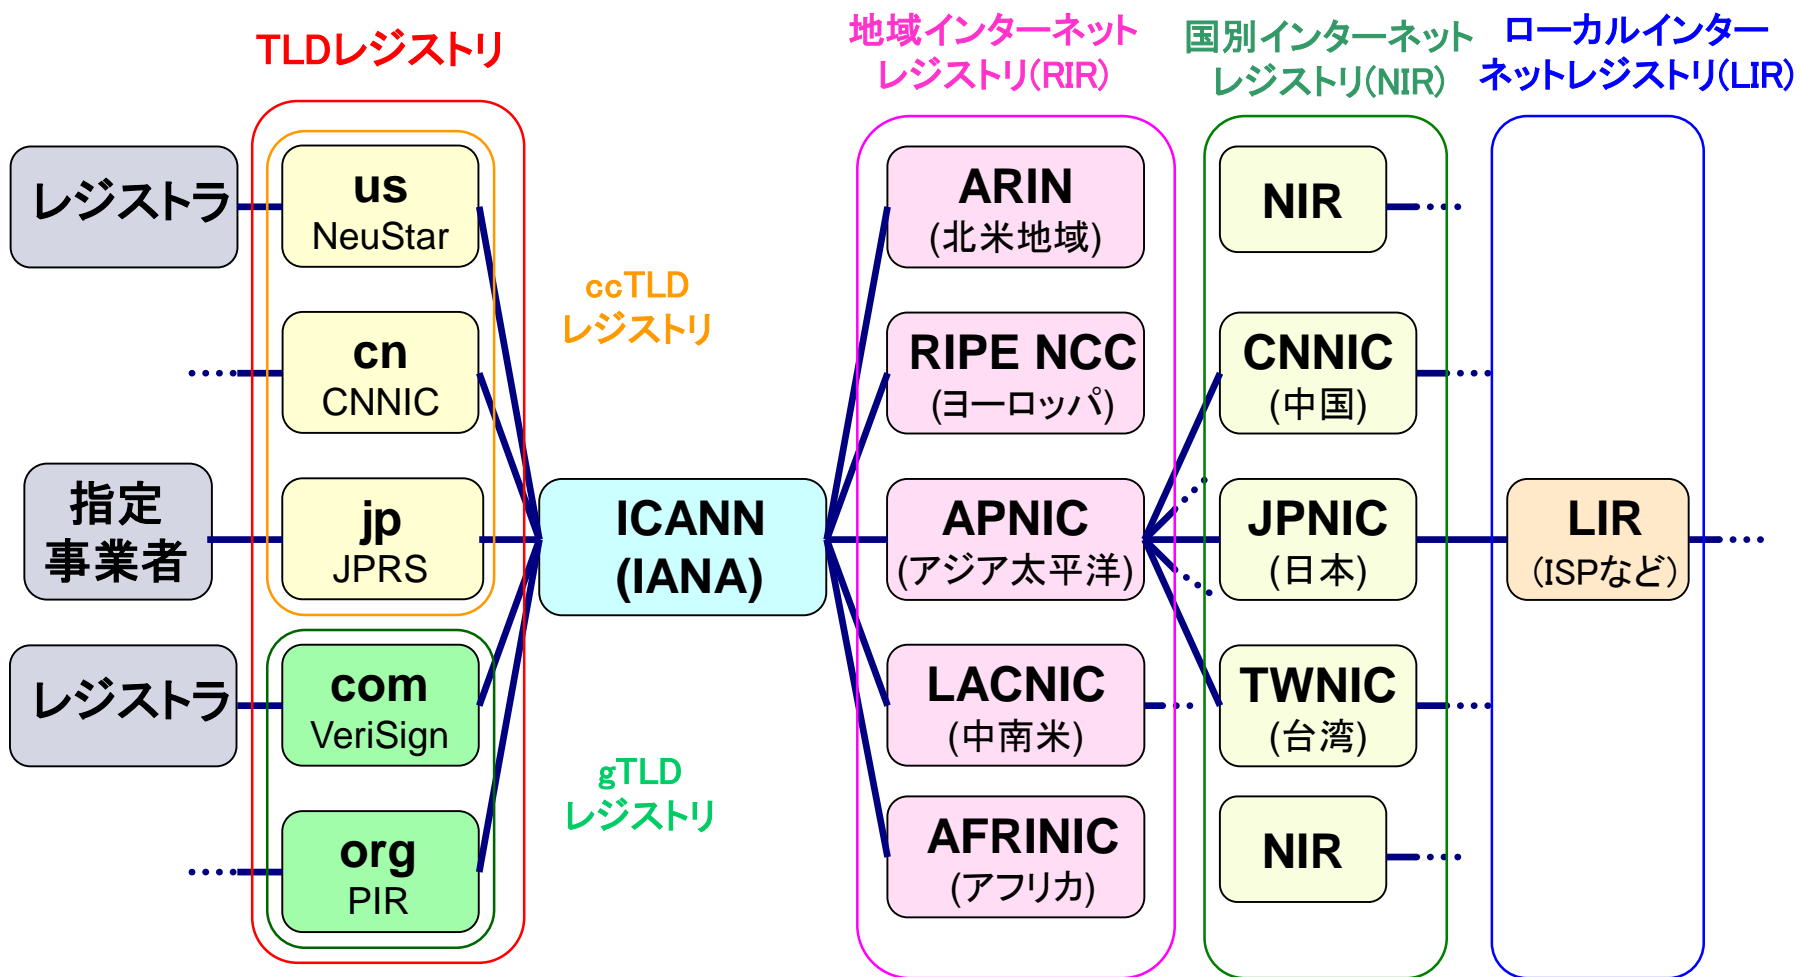 TLDレジストリ
地域インターネット
レジストリ(RIR)
国別インターネット
レジストリ(NIR)
ローカルインター
ネットレジストリ(LIR)
レジストラ
us
NeuStar
ccTLD
レジストリ
cn
CNNIC
指定
事業者
jp
JPRS
レジストラ
com
VeriSign
gTLD
レジストリ
org
PIR
ICANN
(IANA)
ARIN
(北米地域)
RIPE NCC
(ヨーロッパ)
APNIC
(アジア太平洋)
LACNIC
(中南米)
AFRINIC
(アフリカ)
NIR
CNNIC
(中国)
JPNIC
(日本)
TWNIC
(台湾)
NIR
LIR
(ISPなど)